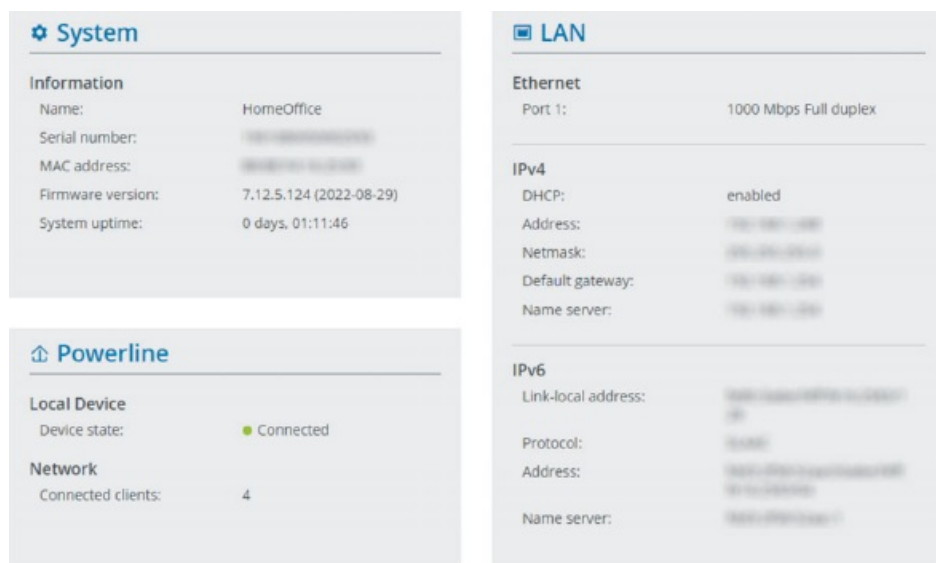 System
Information
Name: HomeOffice
Serial number:
MAC address:
Firmware version: 7.12.5.124 (2022-08-29)
System uptime: 0 days, 01:11:46
Powerline
Local Device
Device state: Connected
Network
Connected clients: 4
LAN
Ethernet
Port 1: 1000 Mbps Full duplex
IPv4
DHCP: enabled
Address:
Netmask:
Default gateway:
Name server:
IPv6
Link-local address:
Protocol:
Address:
Name server: